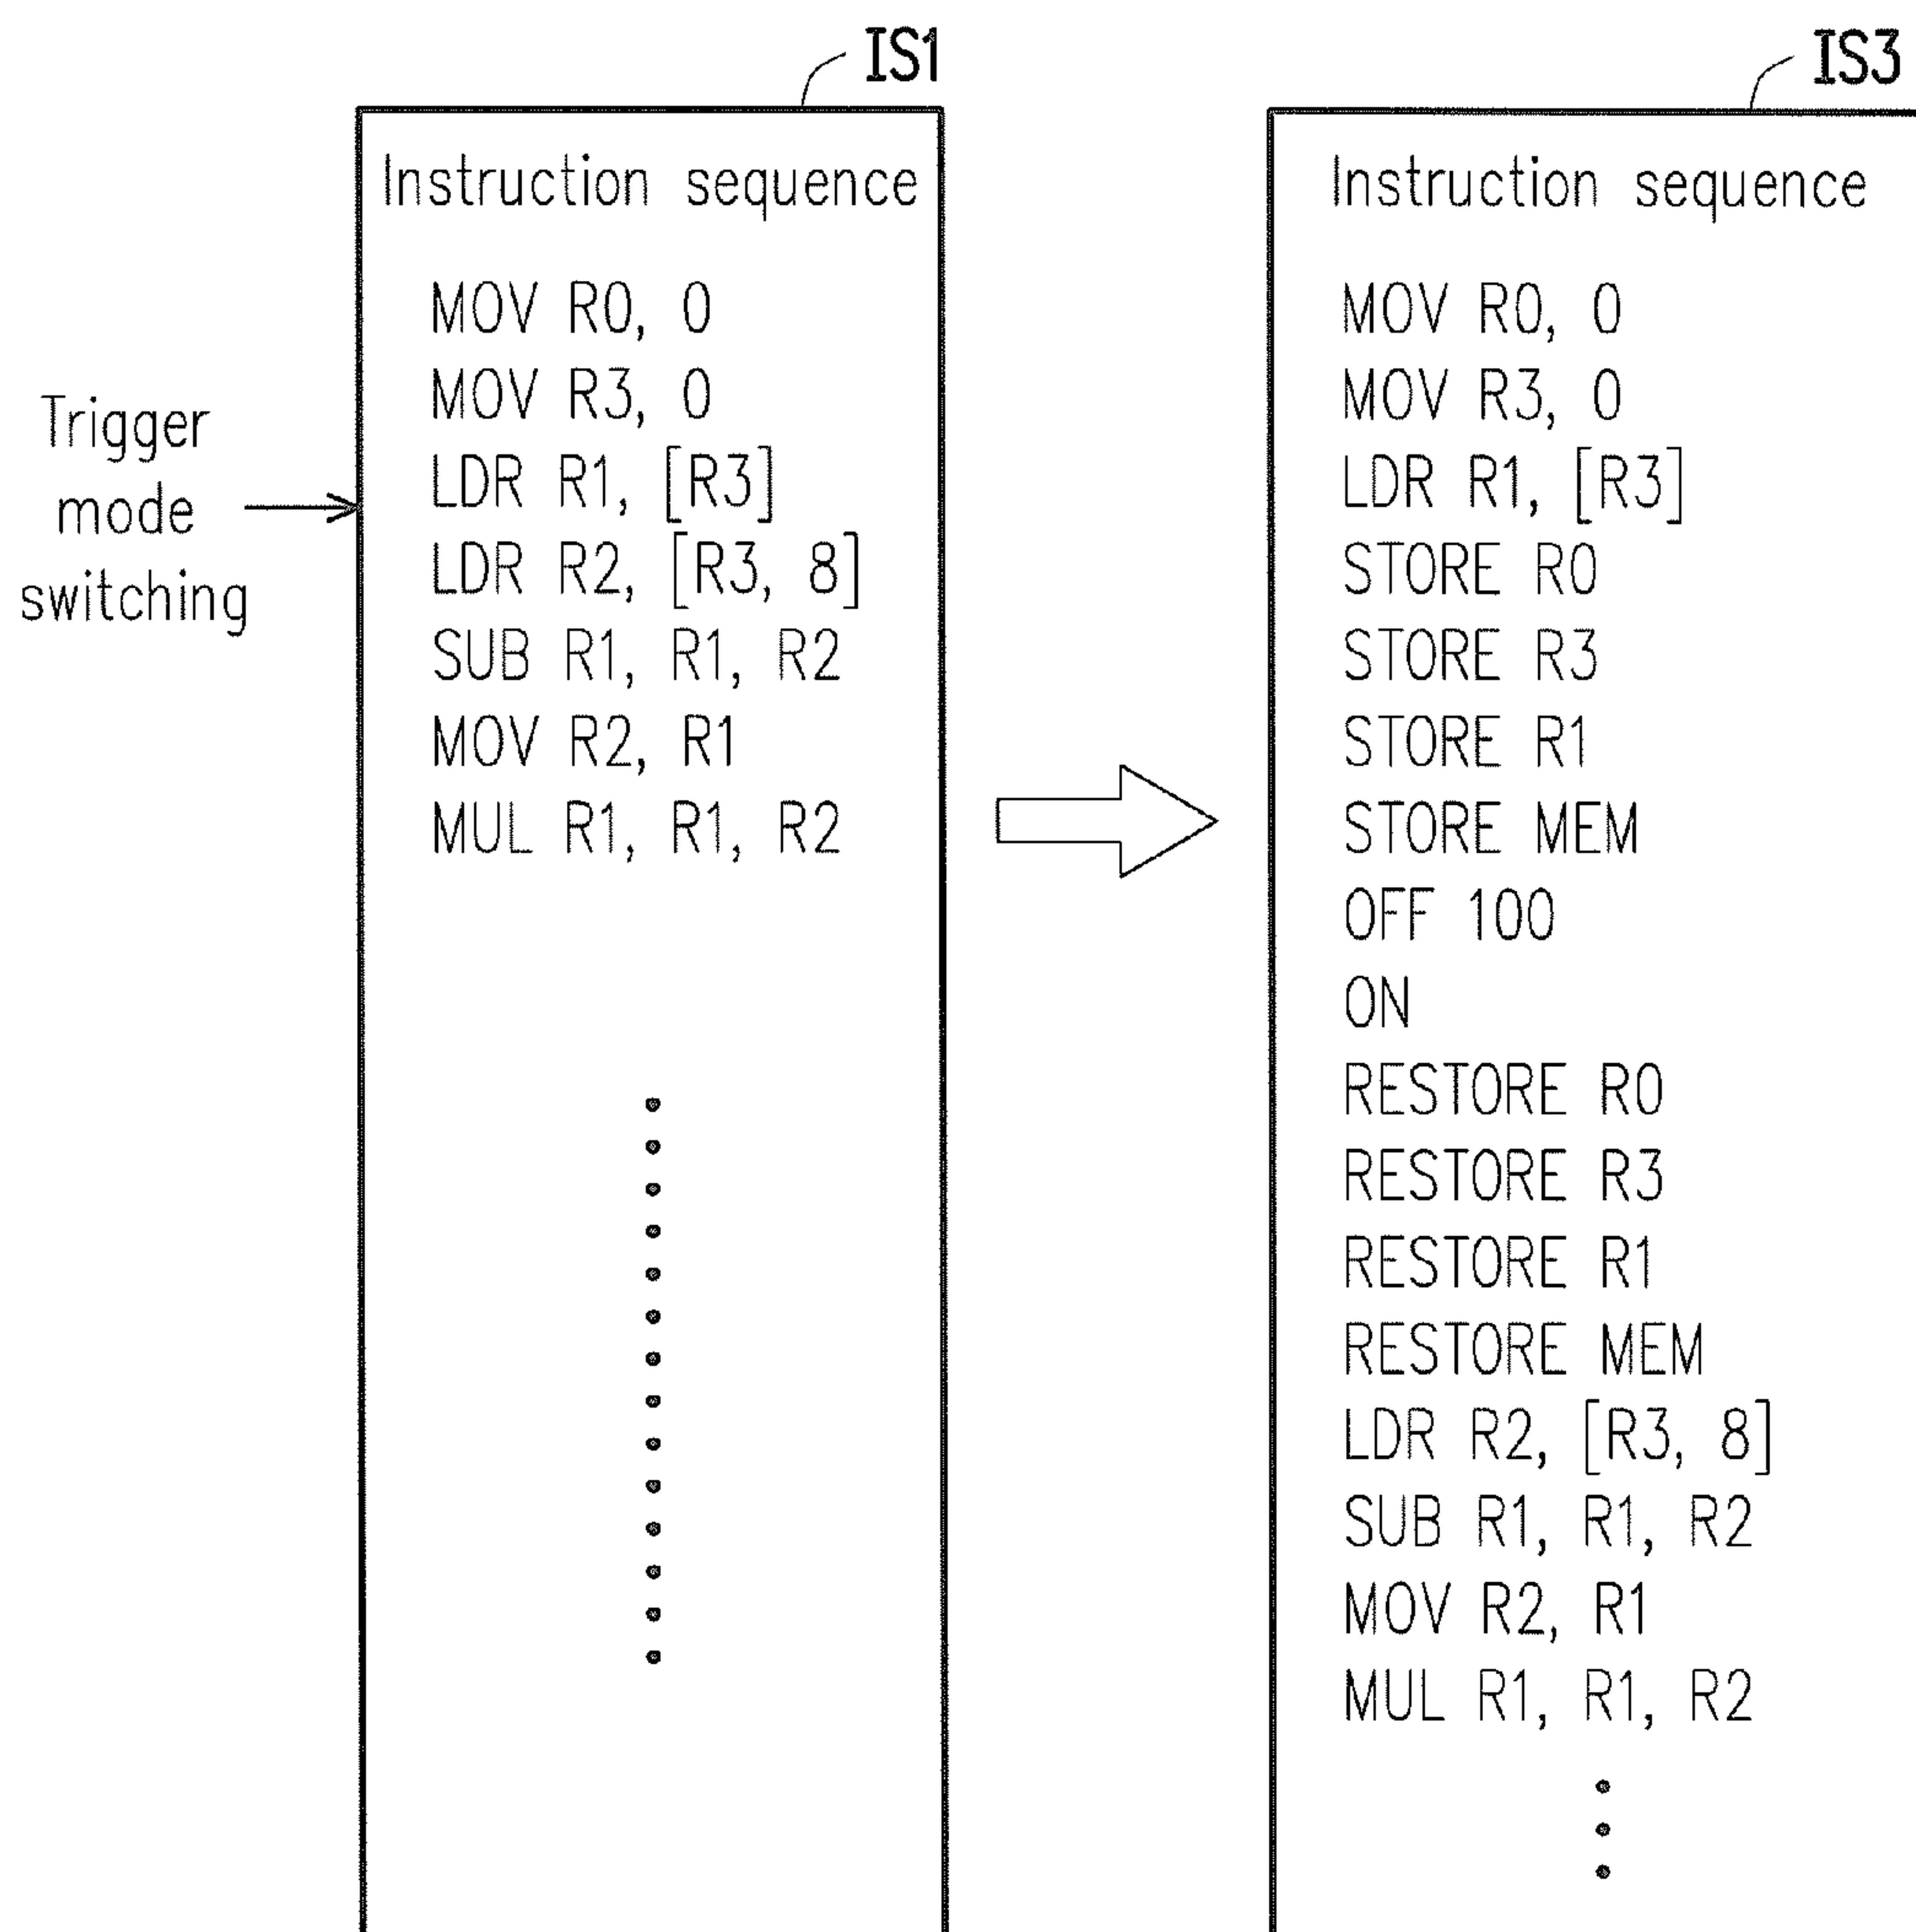 IS1
Instruction sequence
MOV R0, 0
MOV R3, 0
LDR R1, [R3]
LDR R2, [R3, 8]
SUB R1, R1, R2
MOV R2, R1
MUL R1, R1, R2
Trigger
mode
switching
IS3
Instruction sequence
MOV R0, 0
MOV R3, 0
LDR R1, [R3]
STORE R0
STORE R3
STORE R1
STORE MEM
OFF 100
ON
RESTORE R0
RESTORE R3
RESTORE R1
RESTORE MEM
LDR R2, [R3, 8]
SUB R1, R1, R2
MOV R2, R1
MUL R1, R1, R2